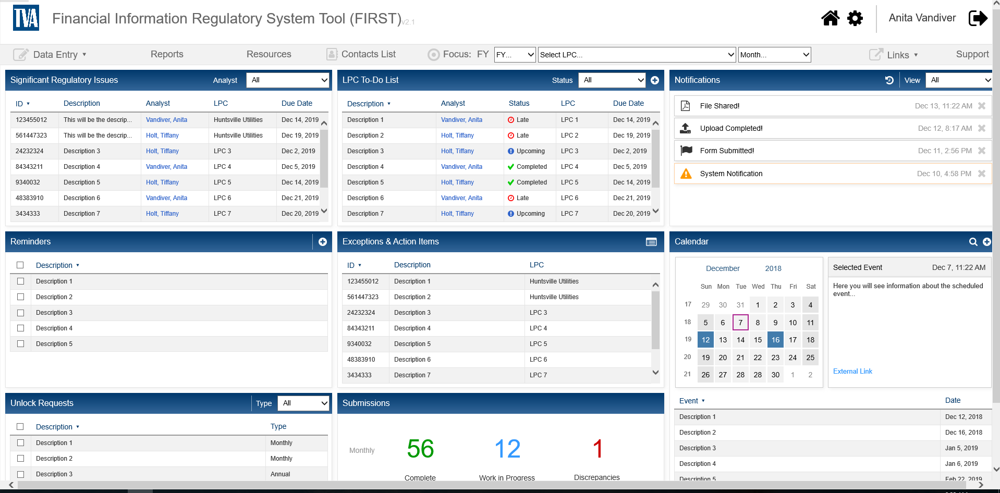 TVA Financial Information Regulatory System Tool (FIRST)v2.1 Anita Vandiver
Data Entry Reports Resources Contacts List Focus: FY FY... Select LPC... Month... Links Support
Significant Regulatory Issues Analyst All
ID Description Analyst LPC Due Date
123455012 This will be the descrip... Vandiver, Anita Huntsville Utilities Dec 14, 2019
561447323 This will be the descrip... Holt, Tiffany Huntsville Utilities Dec 19, 2019
24232324 Description 3 Holt, Tiffany LPC 3 Dec 2, 2019
84343211 Description 4 Vandiver, Anita LPC 4 Dec 5, 2019
9340032 Description 5 Holt, Tiffany LPC 5 Dec 14, 2019
48383910 Description 6 Vandiver, Anita LPC 6 Dec 21, 2019
3434333 Description 7 Holt, Tiffany LPC 7 Dec 20, 2019
LPC To-Do List Status All
Description Analyst Status LPC Due Date
Description 1 Vandiver, Anita Late LPC 1 Dec 14, 2019
Description 2 Holt, Tiffany Late LPC 2 Dec 19, 2019
Description 3 Holt, Tiffany Upcoming LPC 3 Dec 2, 2019
Description 4 Vandiver, Anita Completed LPC 4 Dec 5, 2019
Description 5 Holt, Tiffany Completed LPC 5 Dec 14, 2019
Description 6 Vandiver, Anita Late LPC 6 Dec 21, 2019
Description 7 Holt, Tiffany Upcoming LPC 7 Dec 20, 2019
Notifications View All
File Shared! Dec 13, 11:22 AM
Upload Completed! Dec 12, 8:17 AM
Form Submitted! Dec 11, 2:56 PM
System Notification Dec 10, 4:58 PM
Reminders
Description
Description 1
Description 2
Description 3
Description 4
Description 5
Exceptions & Action Items
ID Description LPC
123455012 Description 1 Huntsville Utilities
561447323 Description 2 Huntsville Utilities
24232324 Description 3 LPC 3
84343211 Description 4 LPC 4
9340032 Description 5 LPC 5
48383910 Description 6 LPC 6
3434333 Description 7 LPC 7
Calendar
December 2018
Sun Mon Tue Wed Thu Fri Sat
17 29 30 31 1 2 3 4
18 5 6 7 8 9 10 11
19 12 13 14 15 16 17 18
20 19 20 21 22 23 24 25
21 26 27 28 28 30 1 2
Selected Event Dec 7, 11:22 AM
Here you will see information about the scheduled
event...
External Link
Event Date
Description 1 Dec 12, 2018
Description 2 Dec 16, 2018
Description 3 Jan 5, 2019
Description 4 Jan 6, 2019
Description 5 Feb 22, 2019
Unlock Requests Type All
Description Type
Description 1 Monthly
Description 2 Monthly
Description 3 Annual
Submissions
Monthly 56 12 1
Complete Work in Progress Discrepancies